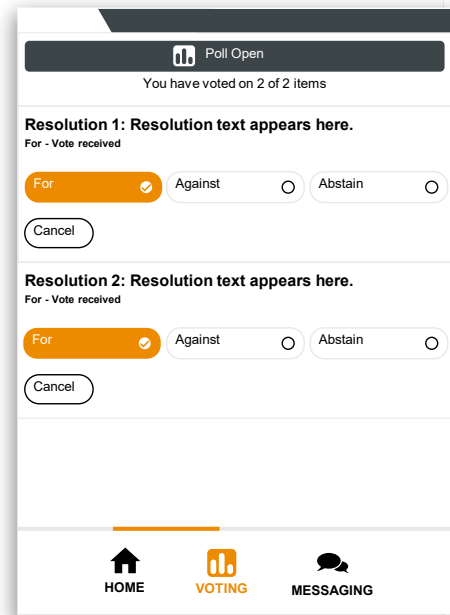 Poll Open
You have voted on 2 of 2 items
Resolution 1: Resolution text appears here.
For - Vote received
For
Against
Abstain
Cancel
Resolution 2: Resolution text appears here.
For - Vote received
For
Against
Abstain
Cancel
HOME
VOTING
MESSAGING